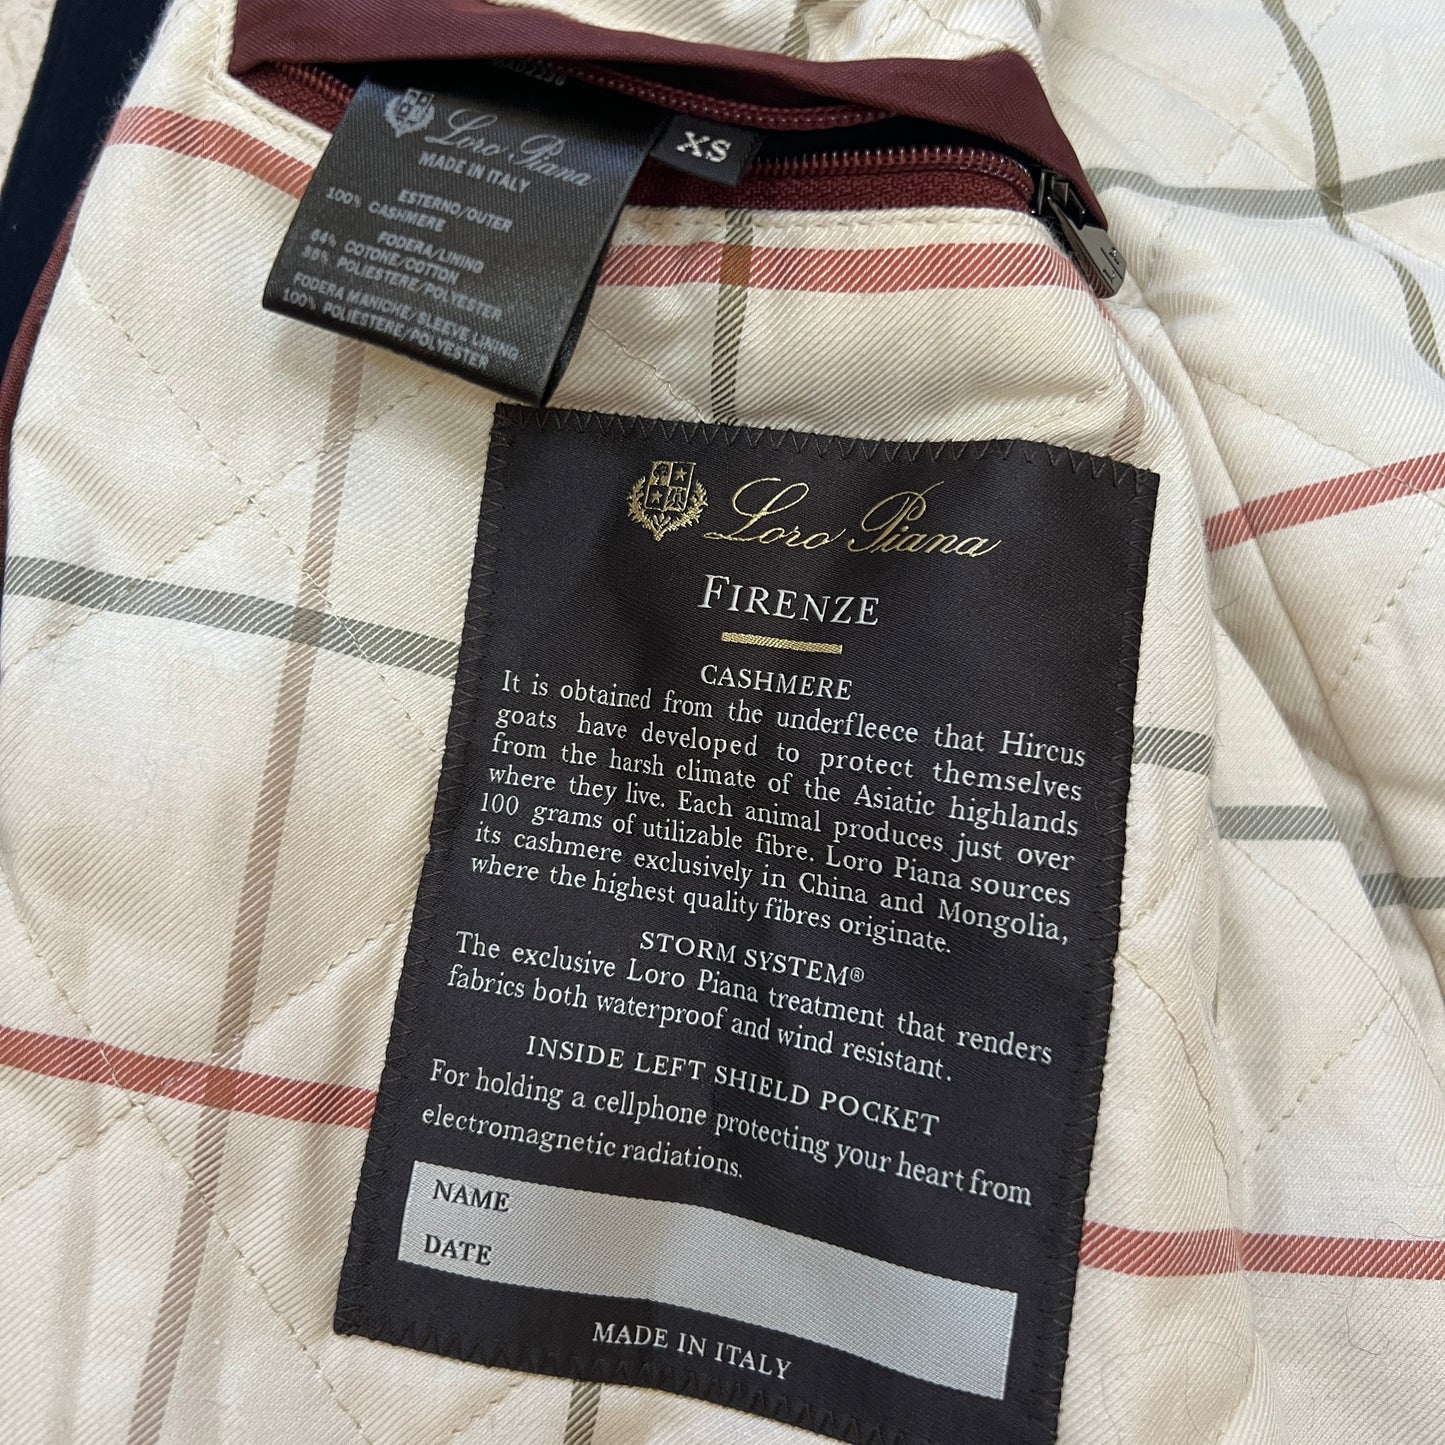 MAD2236
Loro Piana
MADE IN ITALY
XS
ESTERNO/OUTER
100% CASHMERE
FODERA/LINING
64% COTONE/COTTON
POLIESTERE/POLYESTER
FODERA MANICHE/SLEEVE LINING
100% POLIESTERE/POLYESTER
Loro Piana
FIRENZE
CASHMERE
It is obtained from the underfleece that Hircus
goats have developed to protect themselves
from the harsh climate of the Asiatic highlands
where they live. Each animal produces just over
100 grams of utilizable fibre. Loro Piana sources
its cashmere exclusively in China and Mongolia,
where the highest quality fibres originate.
STORM SYSTEM®
The exclusive Loro Piana treatment that renders
fabrics both waterproof and wind resistant.
INSIDE LEFT SHIELD POCKET
For holding a cellphone protecting your heart from
electromagnetic radiations.
NAME
DATE
MADE IN ITALY